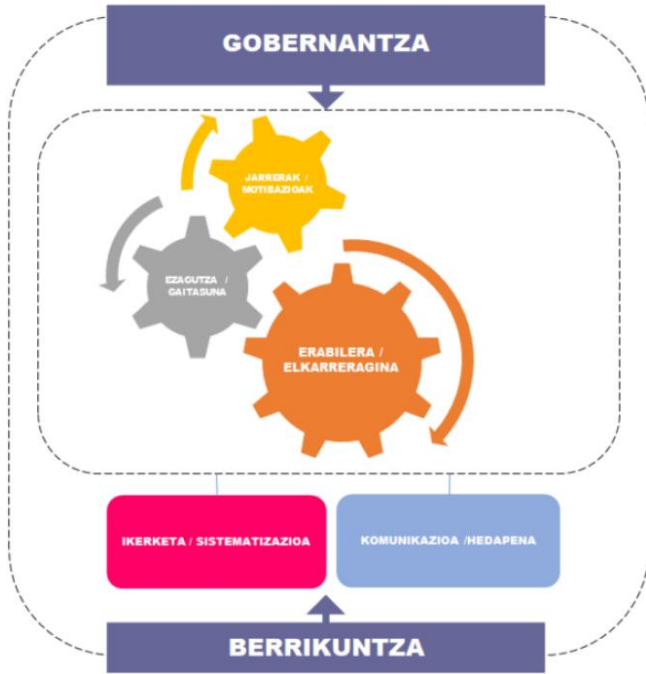 GOBERNANTZA
JARRERAK /
MOTIBAZIOAK
EZAGUTZA /
GAITASUNA
ERABILERA /
ELKARRERAGINA
IKERKETA / SISTEMATIZAZIOA
KOMUNIKAZIOA /HEDAPENA
BERRIKUNTZA